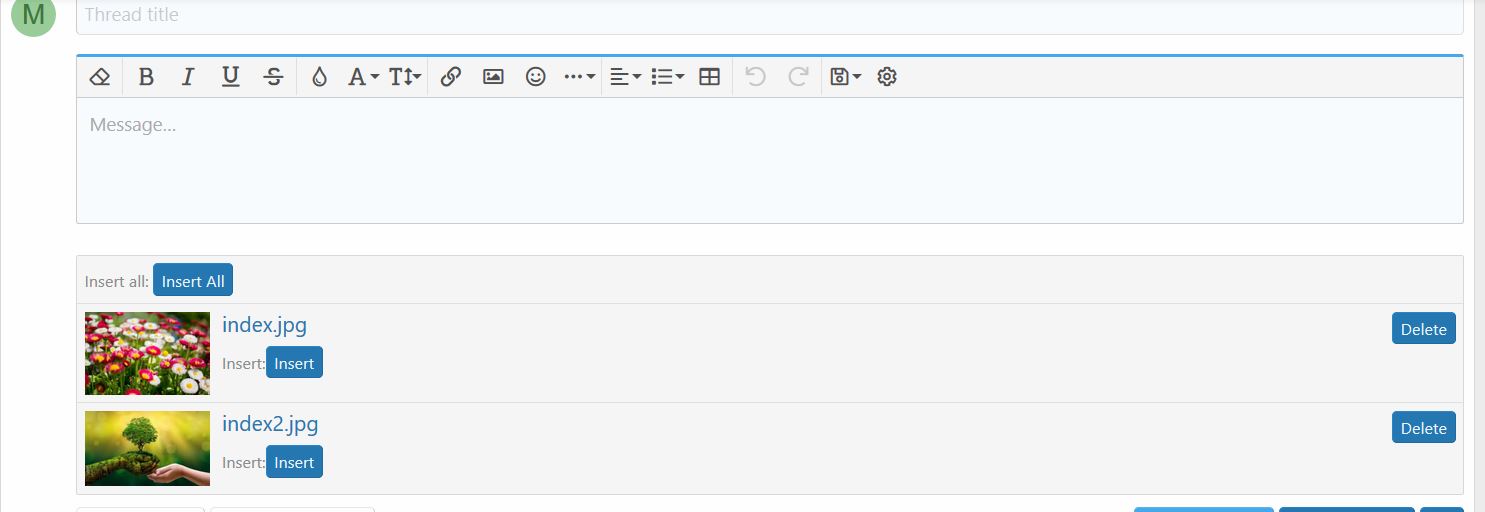 M
Thread title
B I U S A T
Message...
Insert all: Insert All
index.jpg
Delete
Insert: Insert
index2.jpg
Delete
Insert: Insert